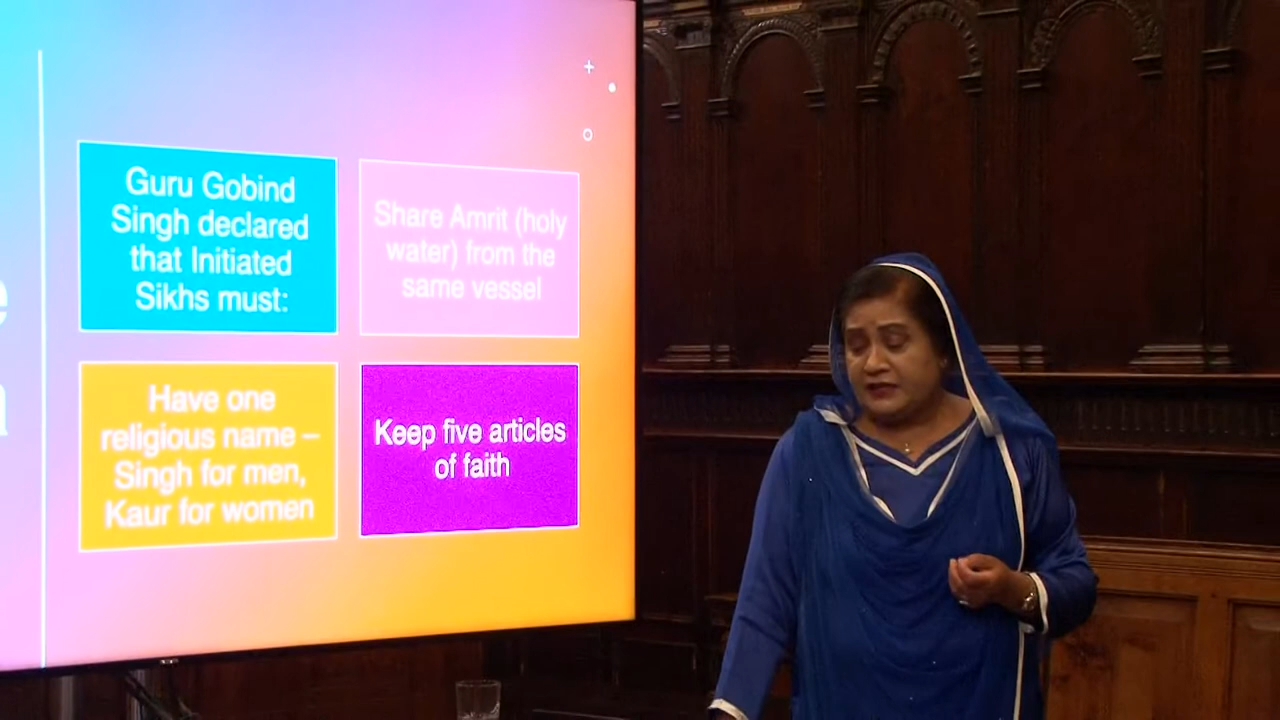 Guru Gobind
Singh declared
that Initiated
Sikhs must:
Share Amrit (holy
water) from the
same vessel
Have one
religious name –
Singh for men,
Kaur for women
Keep five articles
of faith